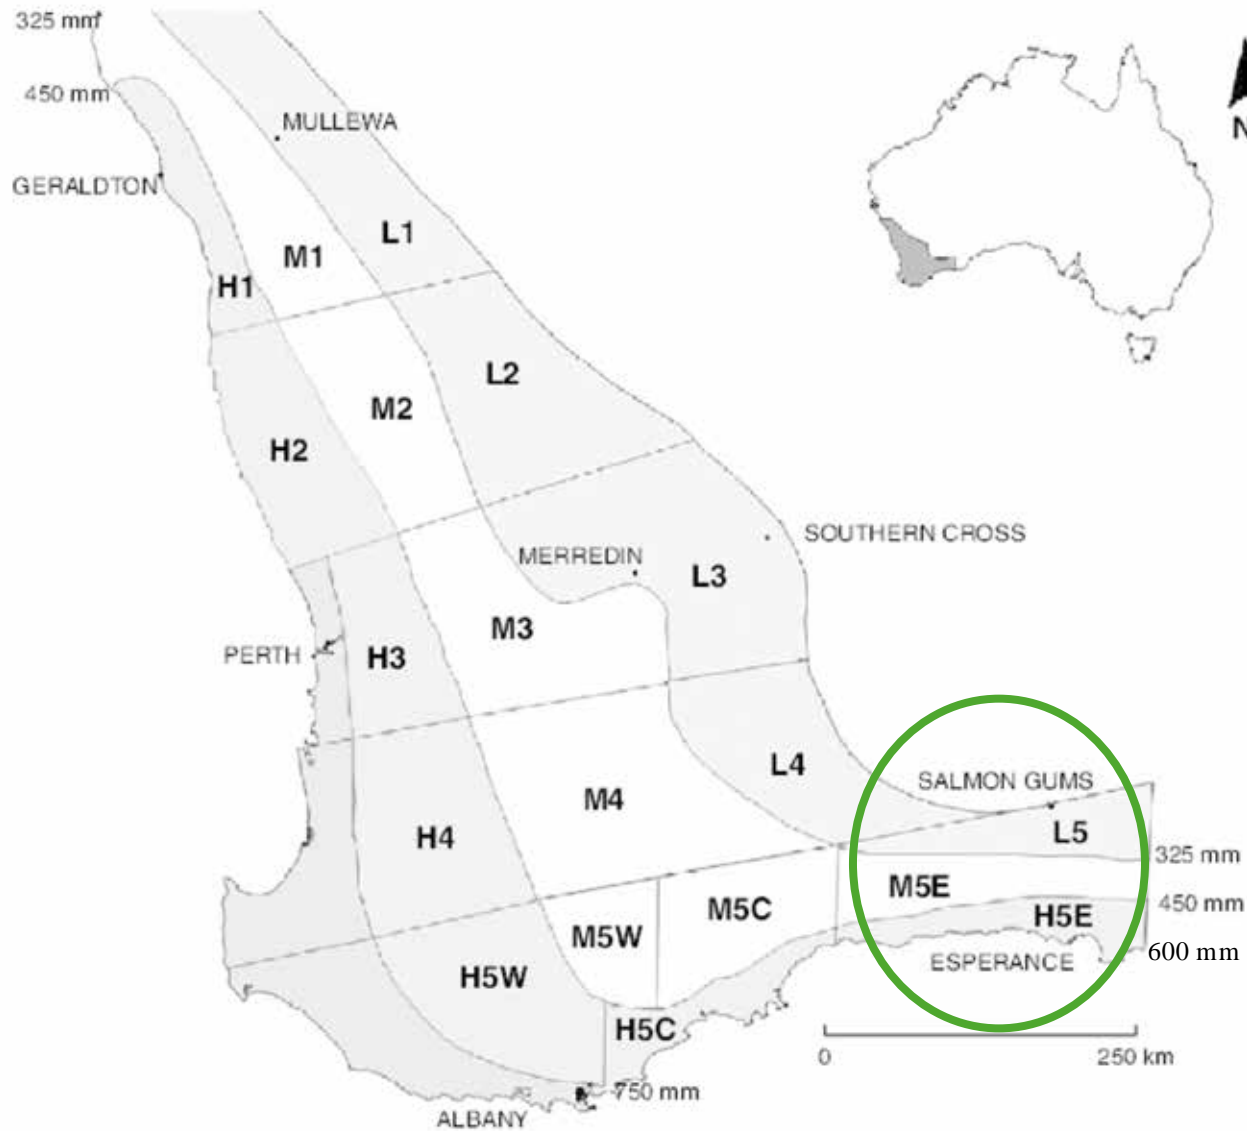 325 mm
450 mm
MULLEWA
N
GERALDTON
L1
M1
H1
L2
M2
H2
SOUTHERN CROSS
MERREDIN
L3
M3
PERTH
H3
L4
SALMON GUMS
M4
L5
H4
325 mm
M5E
450 mm
M5C
H5E
M5W
600 mm
ESPERANCE
H5W
H5C
0
250 km
750 mm
ALBANY